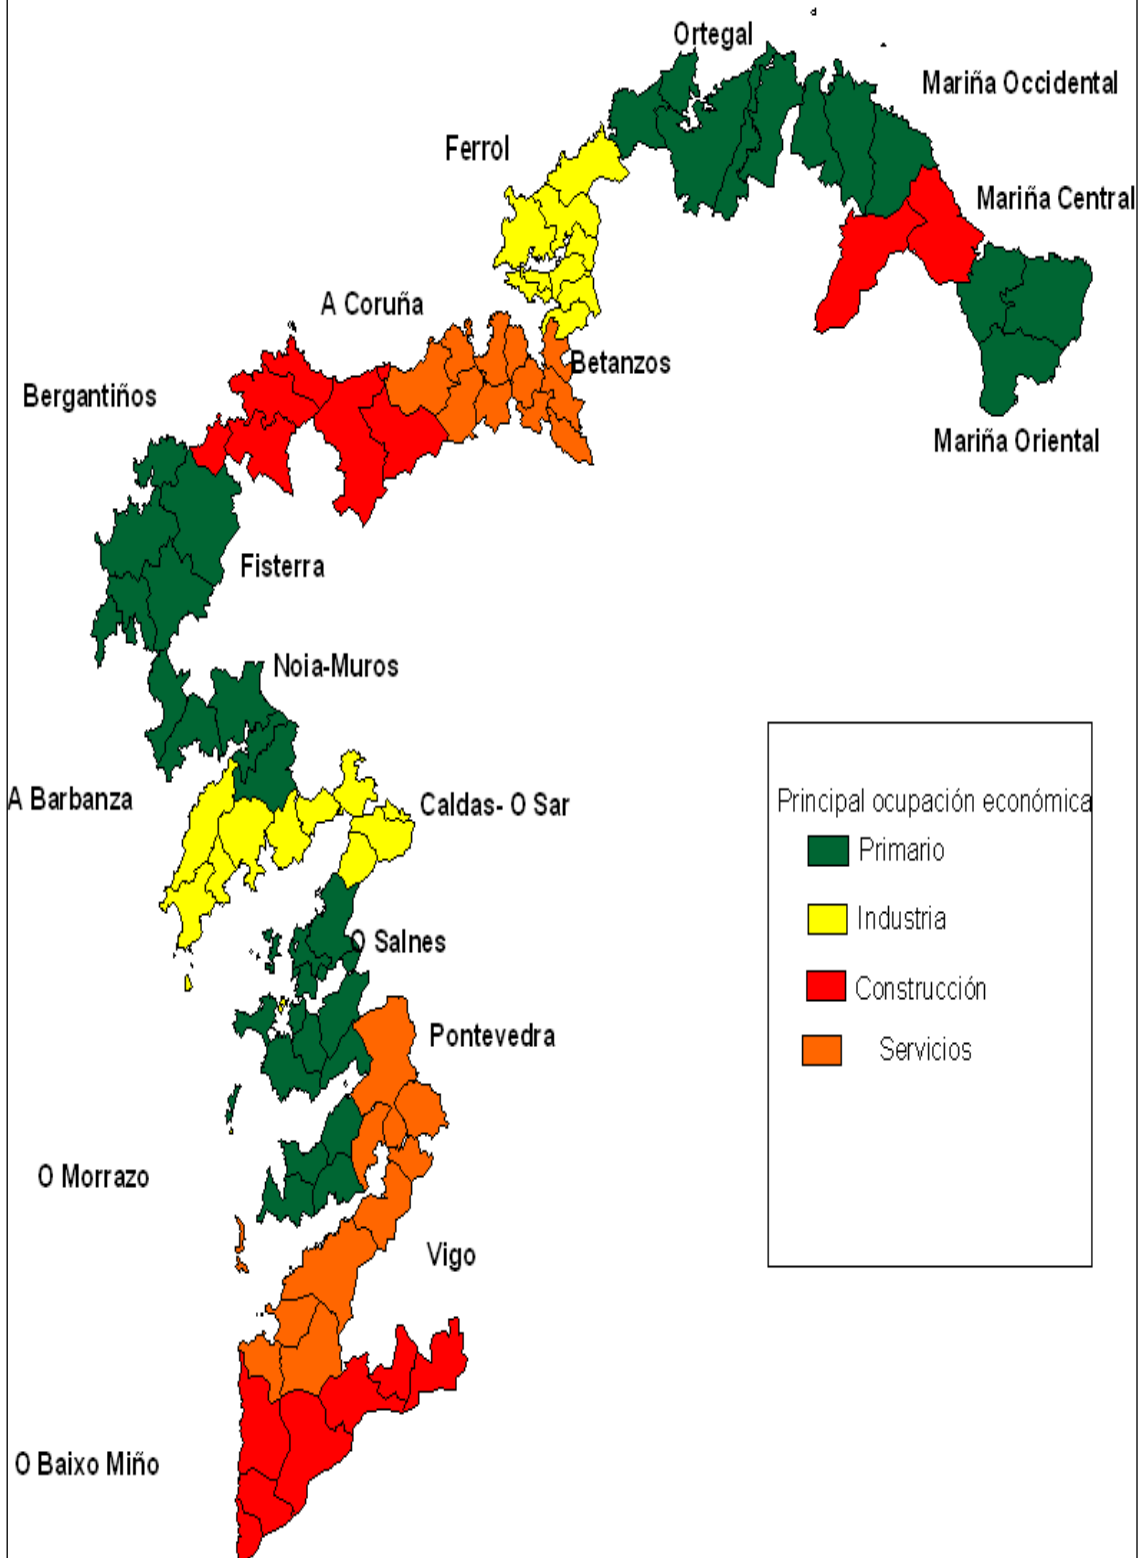 Ortegal
Mariña Occidental
Ferrol
Mariña Central
A Coruña
Betanzos
Bergantiños
Mariña Oriental
Fisterra
Noia-Muros
A Barbanza
Caldas- O Sar
Principal ocupación económica
Primario
Industria
Construcción
Servicios
O Salnes
Pontevedra
O Morrazo
Vigo
O Baixo Miño